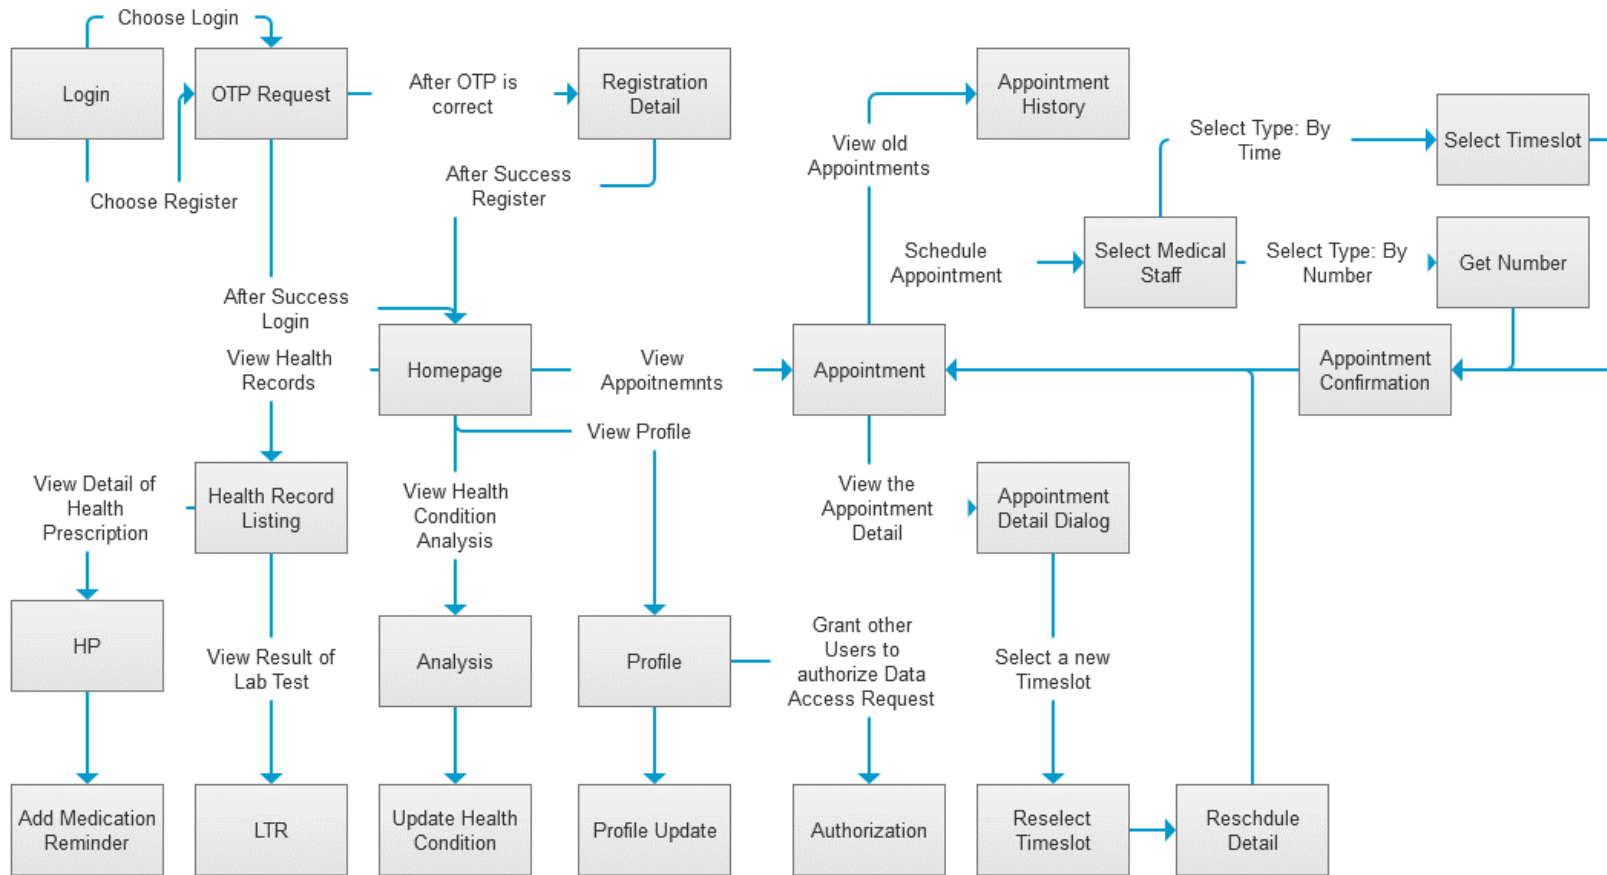 Choose Login
Login
OTP Request
After OTP is
correct
Registration
Detail
Appointment
History
Select Type: By
Time
Select Timeslot
View old
Appointments
Choose Register
After Success
Register
Schedule
Appointment
Select Medical
Staff
Select Type: By
Number
Get Number
After Success
Login
View Health
Records
Homepage
View
Appoitnemnts
Appointment
Appointment
Confirmation
View Profile
View Detail of
Health
Prescription
Health Record
Listing
View Health
Condition
Analysis
View the
Appointment
Detail
Appointment
Detail Dialog
HP
View Result of
Lab Test
Analysis
Profile
Grant other
Users to
authorize Data
Access Request
Select a new
Timeslot
Add Medication
Reminder
LTR
Update Health
Condition
Profile Update
Authorization
Reselect
Timeslot
Reschdule
Detail